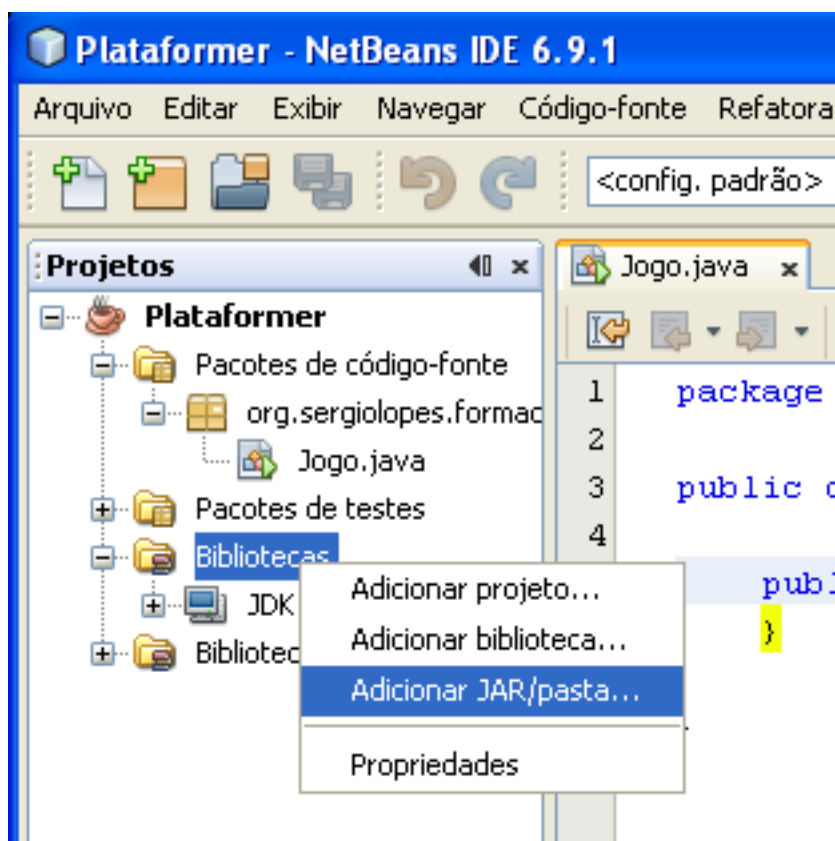 Plataformer - NetBeans IDE 6.9.1
Arquivo Editar Exibir Navegar Código-fonte Refatora
<config. padrão>
Projetos
Jogo.java
Plataformer
Pacotes de código-fonte
org.sergiolopes.formac
Jogo.java
Pacotes de testes
Bibliotecas
JDK
Bibliotec
Adicionar projeto...
Adicionar biblioteca...
Adicionar JAR/pasta...
Propriedades
1 package
2
3 public c
4
publ
}